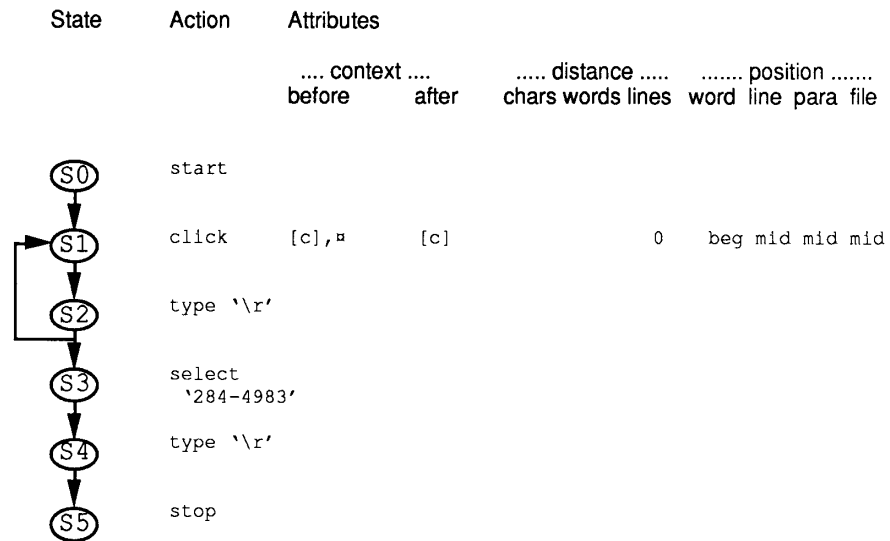 State Action Attributes
.... context .... ..... distance ..... ....... position .......
before after chars words lines word line para file
S0 start
S1 click [c],¤ [c] 0 beg mid mid mid
S2 type `\r'
S3 select
`284-4983'
S4 type `\r'
S5 stop